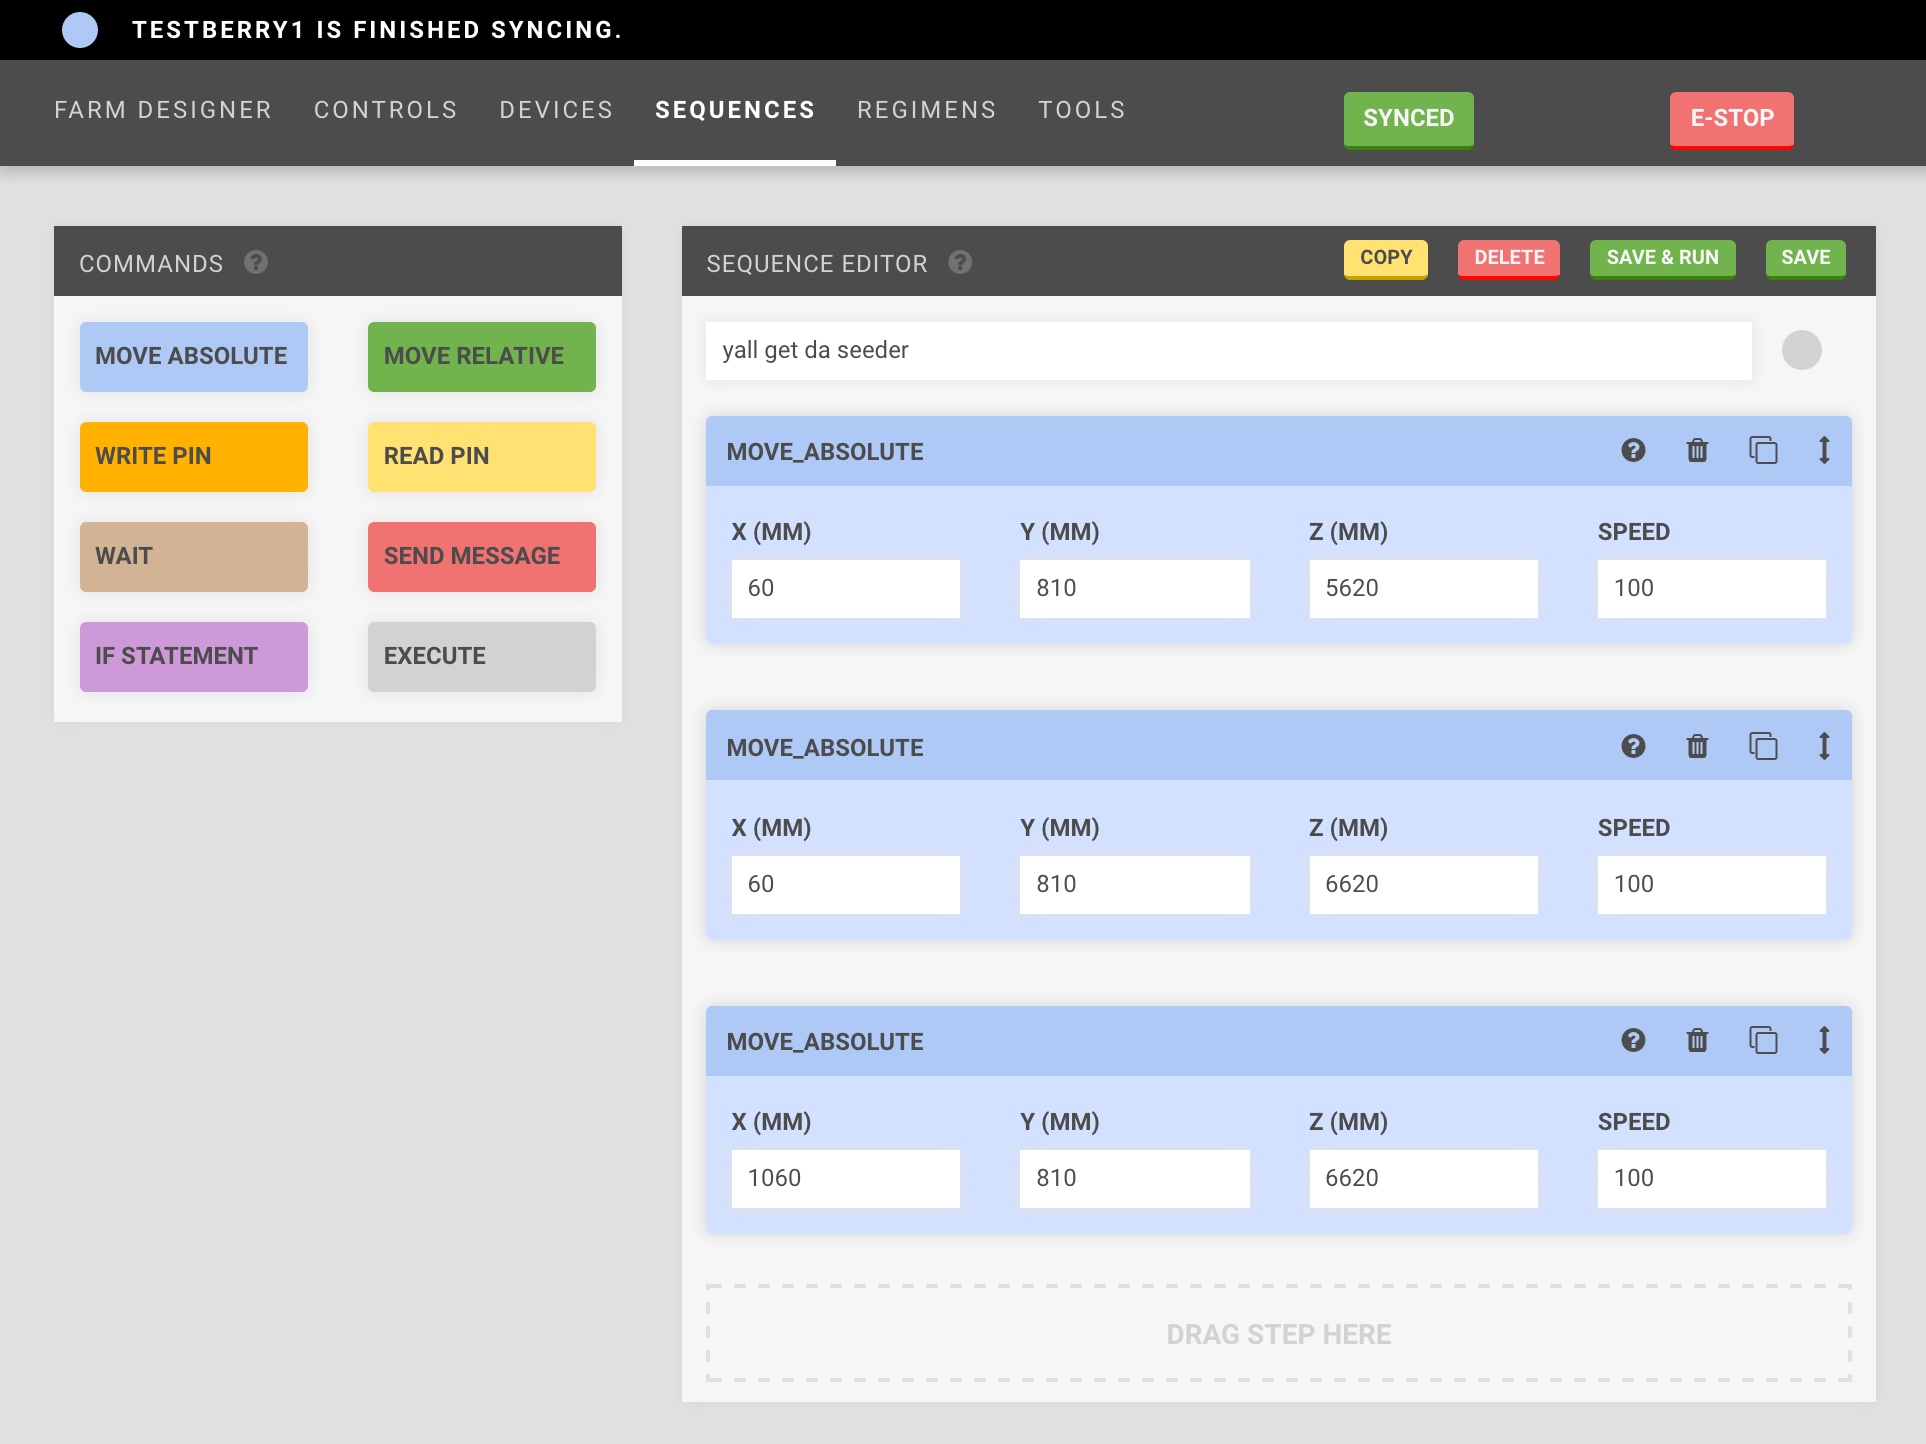 TESTBERRY1 IS FINISHED SYNCING.
FARM DESIGNER CONTROLS DEVICES SEQUENCES REGIMENS TOOLS SYNCED E-STOP
COMMANDS ?
MOVE ABSOLUTE MOVE RELATIVE
WRITE PIN READ PIN
WAIT SEND MESSAGE
IF STATEMENT EXECUTE
SEQUENCE EDITOR ? COPY DELETE SAVE & RUN SAVE
yall get da seeder
MOVE_ABSOLUTE ?
X (MM) Y (MM) Z (MM) SPEED
60 810 5620 100
MOVE_ABSOLUTE ?
X (MM) Y (MM) Z (MM) SPEED
60 810 6620 100
MOVE_ABSOLUTE ?
X (MM) Y (MM) Z (MM) SPEED
1060 810 6620 100
DRAG STEP HERE